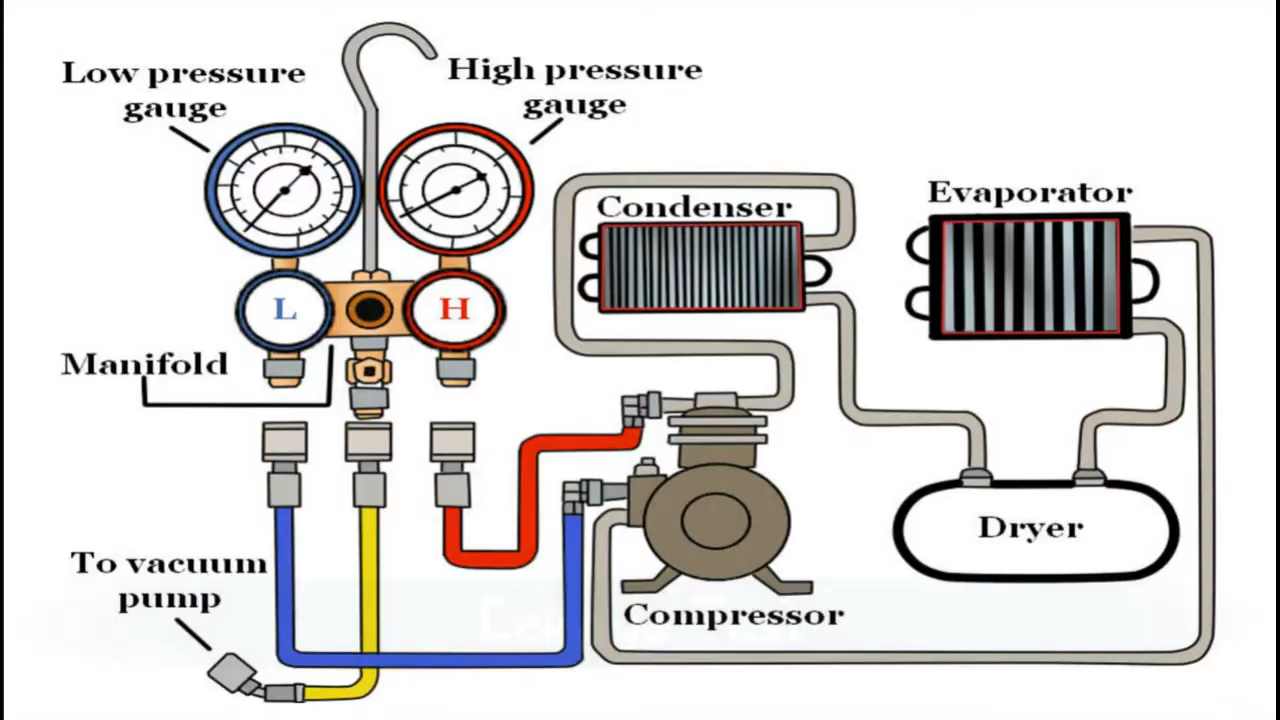 Low pressure
gauge
High pressure
gauge
Condenser
Evaporator
L
H
Manifold
Dryer
To vacuum
pump
Compressor